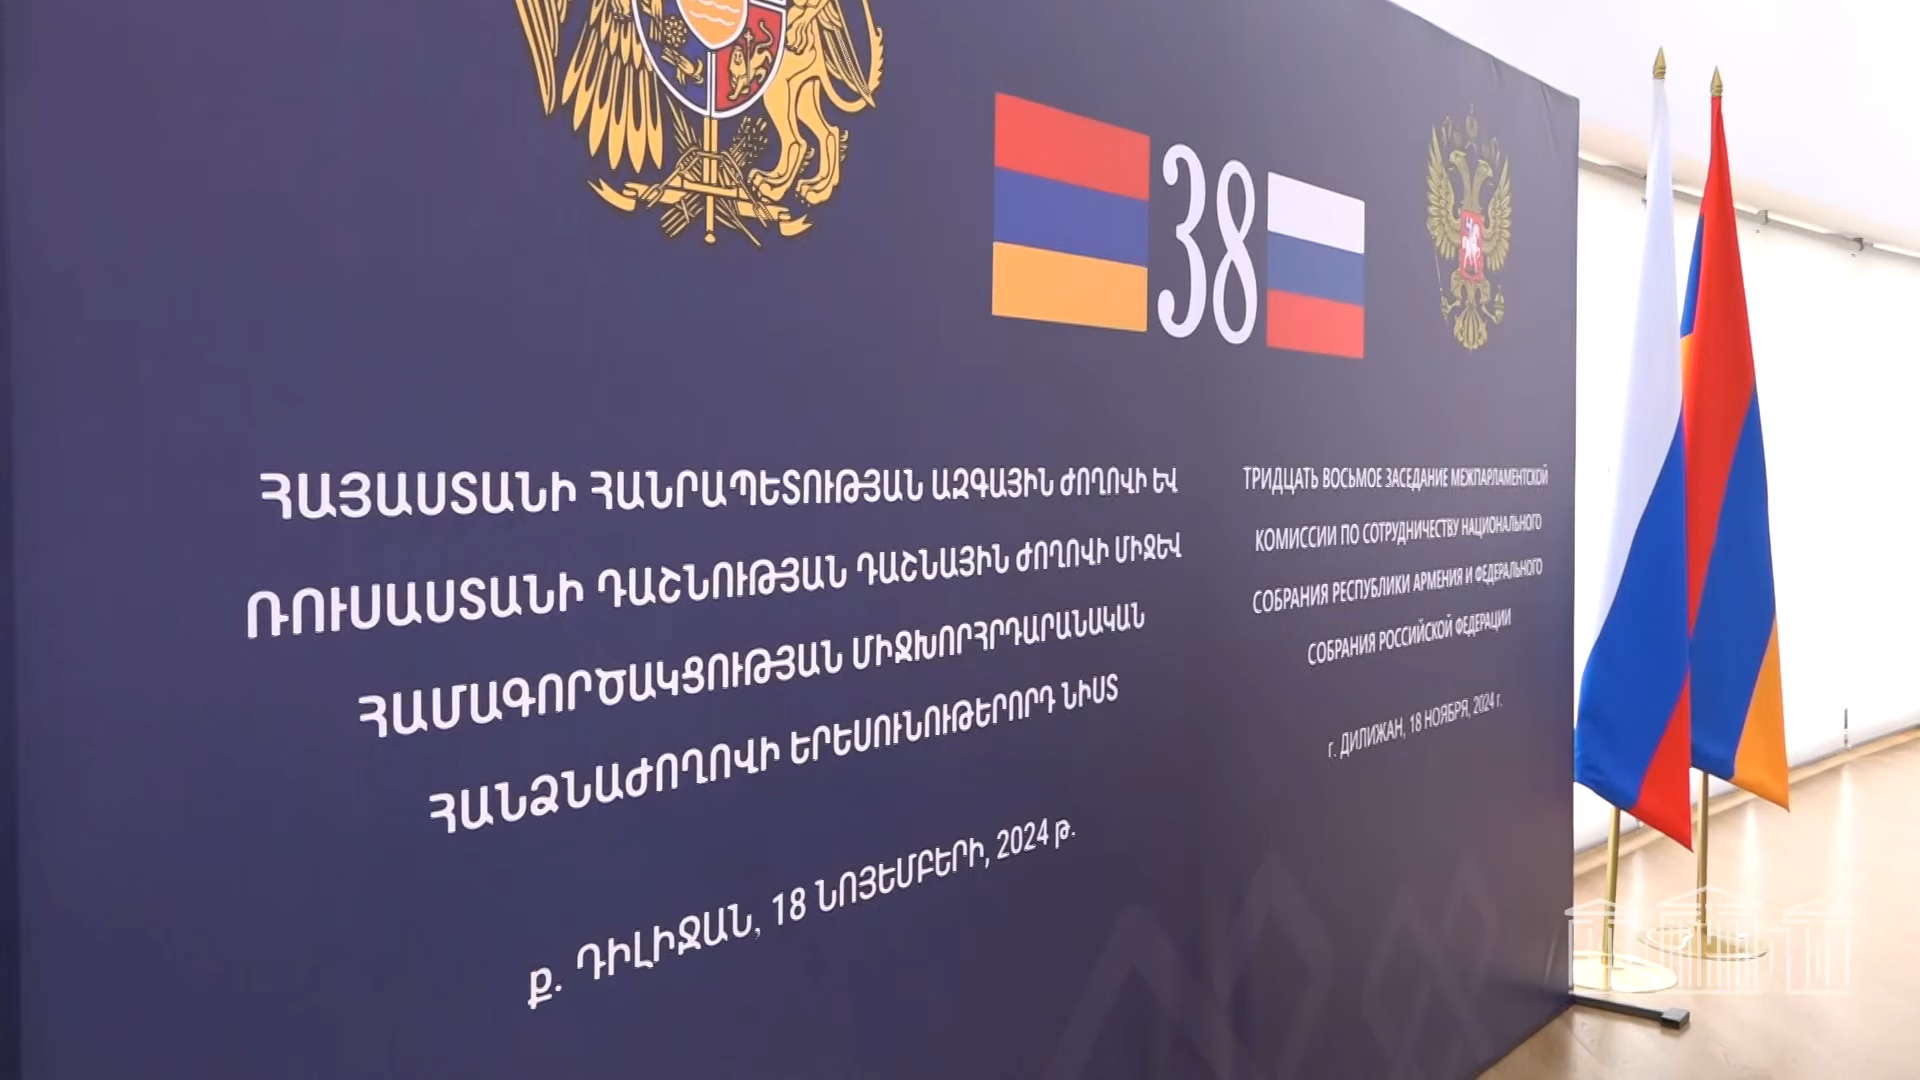 38
ՀԱՅԱՍՏԱՆԻ ՀԱՆՐԱՊԵՏՈՒԹՅԱՆ ԱԶԳԱՅԻՆ ԺՈՂՈՎԻ ԵՎ
ՌՈՒՍԱՍՏԱՆԻ ԴԱՇՆՈՒԹՅԱՆ ԴԱՇՆԱՅԻՆ ԺՈՂՈՎԻ ՄԻՋԵՎ
ՀԱՄԱԳՈՐԾԱԿՑՈՒԹՅԱՆ ՄԻՋԽՈՐՀՐԴԱՐԱՆԱԿԱՆ
ՀԱՆՁՆԱԺՈՂՈՎԻ ԵՐԵՍՈՒՆՈՒԹԵՐՈՐԴ ՆԻՍՏ
ք. ԴԻԼԻՋԱՆ, 18 ՆՈՅԵՄԲԵՐԻ, 2024 թ.
ТРИДЦАТЬ ВОСЬМОЕ ЗАСЕДАНИЕ МЕЖПАРЛАМЕНТСКОЙ
КОМИССИИ ПО СОТРУДНИЧЕСТВУ НАЦИОНАЛЬНОГО
СОБРАНИЯ РЕСПУБЛИКИ АРМЕНИЯ И ФЕДЕРАЛЬНОГО
СОБРАНИЯ РОССИЙСКОЙ ФЕДЕРАЦИИ
г. ДИЛИЖАН, 18 НОЯБРЯ, 2024 г.